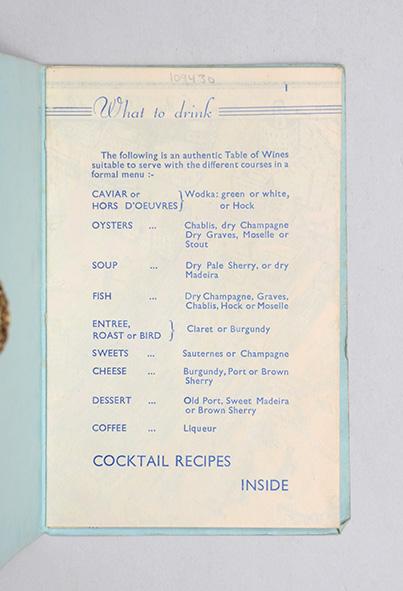 109430
What to drink
The following is an authentic Table of Wines
suitable to serve with the different courses in a
formal menu :-
CAVIAR or } Wodka: green or white,
HORS D'OEUVRES or Hock
OYSTERS ... Chablis, dry Champagne
Dry Graves, Moselle or
Stout
SOUP ... Dry Pale Sherry, or dry
Madeira
FISH ... Dry Champagne, Graves,
Chablis, Hock or Moselle
ENTREE,
ROAST or BIRD } Claret or Burgundy
SWEETS ... Sauternes or Champagne
CHEESE ... Burgundy, Port or Brown
Sherry
DESSERT ... Old Port, Sweet Madeira
or Brown Sherry
COFFEE ... Liqueur
COCKTAIL RECIPES
INSIDE